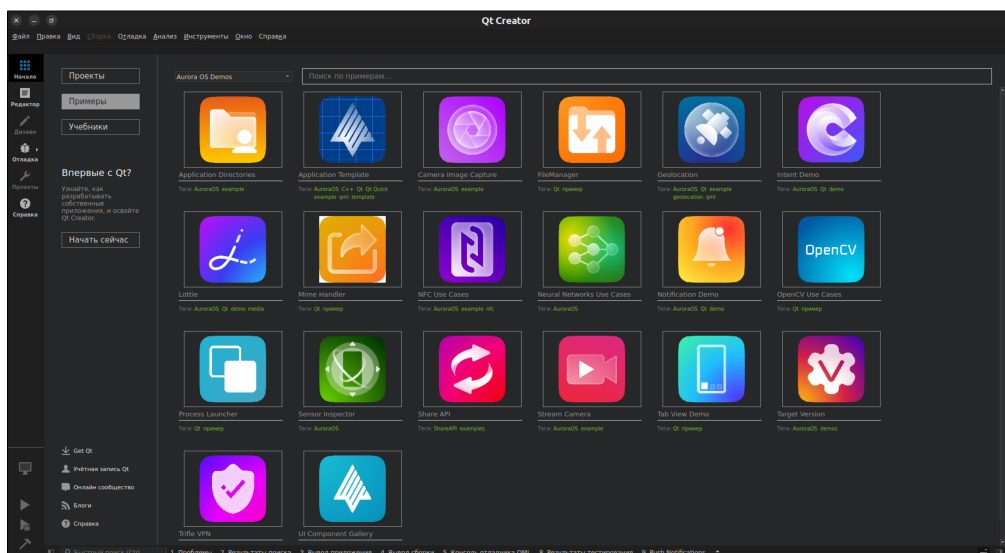 Qt Creator
Файл Правка Вид Сборка Отладка Анализ Инструменты Окно Справка
Начало
Редактор
Дизайн
Отладка
Проекты
Справка
Проекты
Примеры
Учебники
Впервые с Qt?
Узнайте, как
разрабатывать
собственные
приложения, и освойте
Qt Creator.
Начать сейчас
Get Qt
Учётная запись Qt
Онлайн сообщество
Блоги
Справка
Aurora OS Demos
Поиск по примерам...
Application Directories
Теги: AuroraOS example
Application Template
Теги: AuroraOS C++ Qt Qt Quick
example qml template
Camera Image Capture
Теги: AuroraOS example
FileManager
Теги: Qt пример
Geolocation
Теги: AuroraOS Qt example
geolocation qml
Intent Demo
Теги: AuroraOS Qt demo
Lottie
Теги: AuroraOS Qt demo media
Mime Handler
Теги: Qt пример
NFC Use Cases
Теги: AuroraOS example nfc
Neural Networks Use Cases
Теги: AuroraOS
Notification Demo
Теги: AuroraOS Qt demo
OpenCV
OpenCV Use Cases
Теги: Qt пример
Process Launcher
Теги: Qt пример
Sensor Inspector
Теги: AuroraOS
Share API
Теги: ShareAPI examples
Stream Camera
Теги: AuroraOS example
Tab View Demo
Теги: Qt пример
Target Version
Теги: AuroraOS demos
Trifle VPN
UI Component Gallery
Быстрый поиск (Ctrl
1 Проблемы 2 Результаты поиска 3 Вывод приложения 4 Вывод сборки 5 Консоль отладчика QML 8 Результаты тестирования 9 Push Notifications